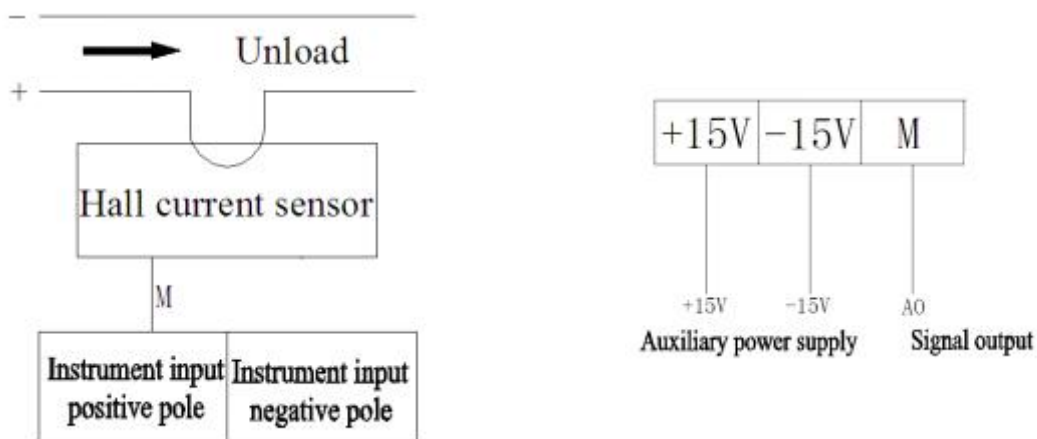 −
Unload
+
Hall current sensor
M
Instrument input
positive pole
Instrument input
negative pole
+15V
-15V
M
+15V
-15V
AO
Auxiliary power supply
Signal output